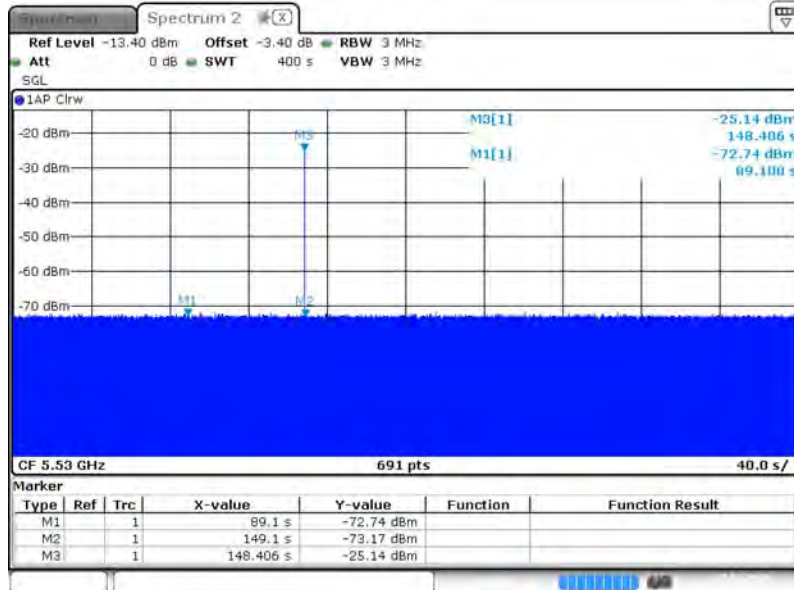 Spectrum Spectrum 2 X
Ref Level -13.40 dBm Offset -3.40 dB RBW 3 MHz
Att 0 dB SWT 400 s VBW 3 MHz
SGL
1AP Clrw
M3[1] -25.14 dBm
148.406 s
M1[1] -72.74 dBm
89.100 s
-20 dBm
M3
-30 dBm
-40 dBm
-50 dBm
-60 dBm
-70 dBm
M1 M2
CF 5.53 GHz 691 pts 40.0 s/
Marker
Type Ref Trc X-value Y-value Function Function Result
M1 1 89.1 s -72.74 dBm
M2 1 149.1 s -73.17 dBm
M3 1 148.406 s -25.14 dBm